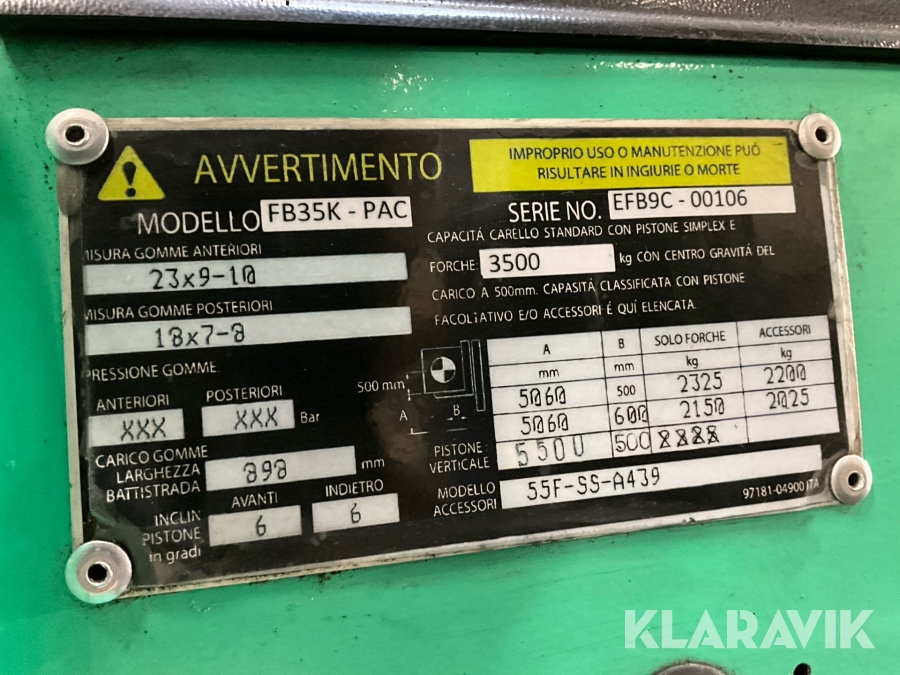 AVVERTIMENTO
IMPROPRIO USO O MANUTENZIONE PUÓ
RISULTARE IN INGIURIE O MORTE
MODELLO FB35K - PAC
SERIE NO. EFB9C - 00106
MISURA GOMME ANTERIORI
23x9-10
MISURA GOMME POSTERIORI
18x7-8
PRESSIONE GOMME
ANTERIORI POSTERIORI
XXX XXX Bar
CARICO GOMME
LARGHEZZA
BATTISTRADA
898 mm
AVANTI INDIETRO
INCLIN
PISTONE
in gradi
6 6
CAPACITÁ CARELLO STANDARD CON PISTONE SIMPLEX E
FORCHE: 3500 kg CON CENTRO GRAVITÁ DEL
CARICO A 500mm. CAPASITÁ CLASSIFICATA CON PISTONE
FACOLTATIVO E/O ACCESSORI É QUI ELENCATA.
500 mm
A B
A B SOLO FORCHE ACCESSORI
mm mm kg kg
5060 500 2325 2200
5060 600 2150 2025
PISTONE
VERTICALE
5500 500
MODELLO
ACCESSORI
55F-SS-A439
97181-04900 ITA
KLARAVIK